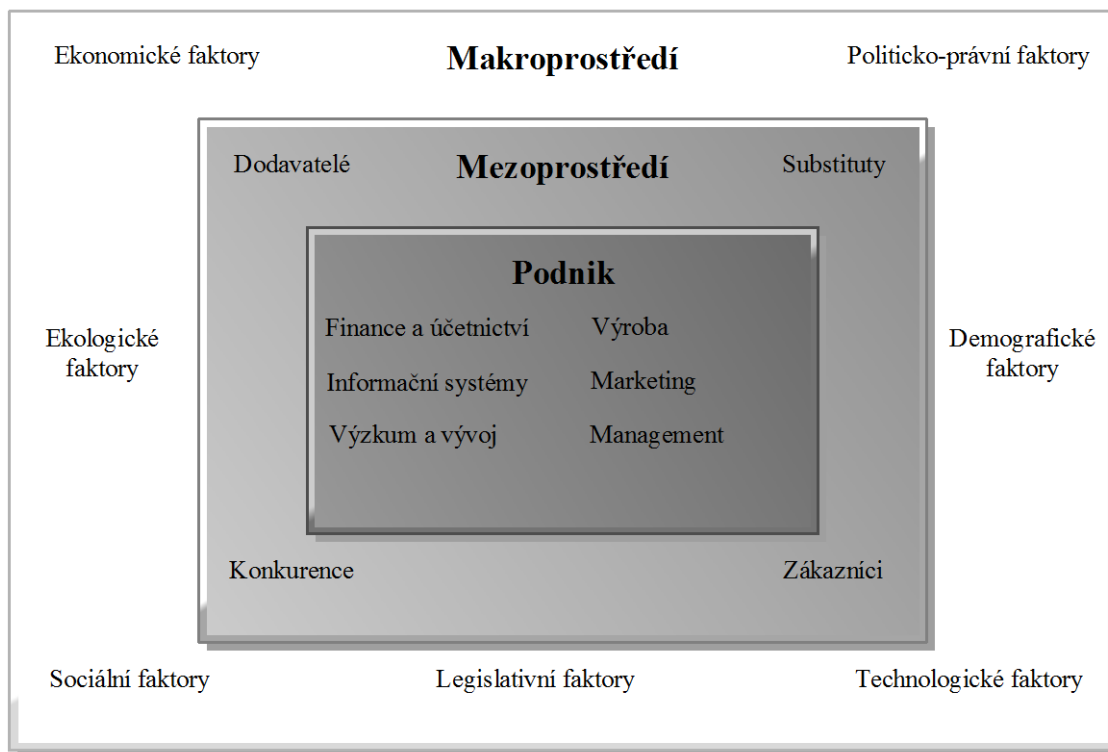 Ekonomické faktory
Makroprostředí
Politicko-právní faktory
Dodavatelé
Mezoprostředí
Substituty
Podnik
Finance a účetnictví
Výroba
Informační systémy
Marketing
Výzkum a vývoj
Management
Ekologické
faktory
Demografické
faktory
Konkurence
Zákazníci
Sociální faktory
Legislativní faktory
Technologické faktory